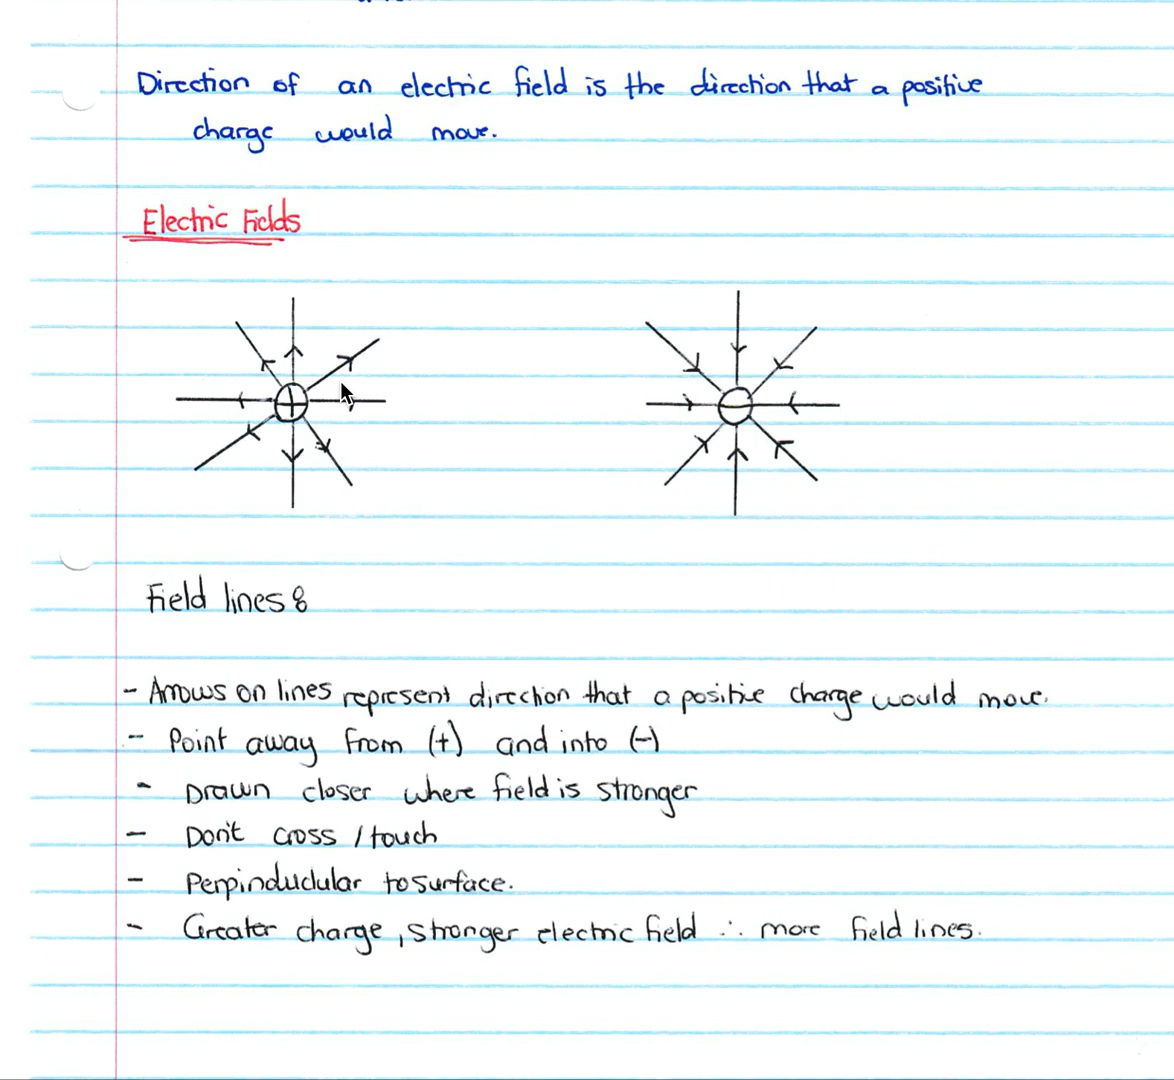 Direction of an electric field is the direction that a positive
charge would move.
Electric Fields
+
−
Field lines:
- Arrows on lines represent direction that a positive charge would move.
- Point away from (+) and into (-)
- Drawn closer where field is stronger
- Don't cross / touch
- Perpinducular to surface.
- Greater charge, stronger electric field ∴ more field lines.